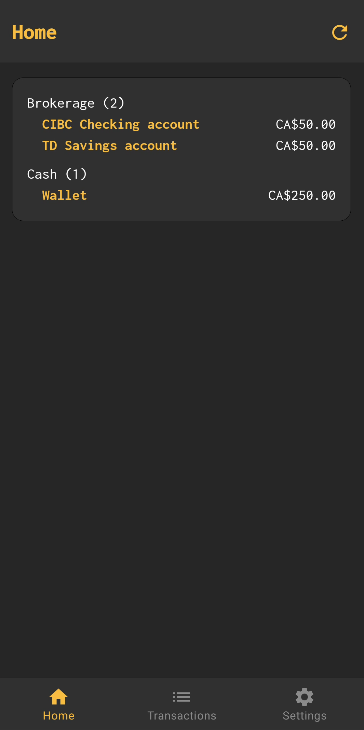 Home
Brokerage (2)
CIBC Checking account CA$50.00
TD Savings account CA$50.00
Cash (1)
Wallet CA$250.00
Home Transactions Settings